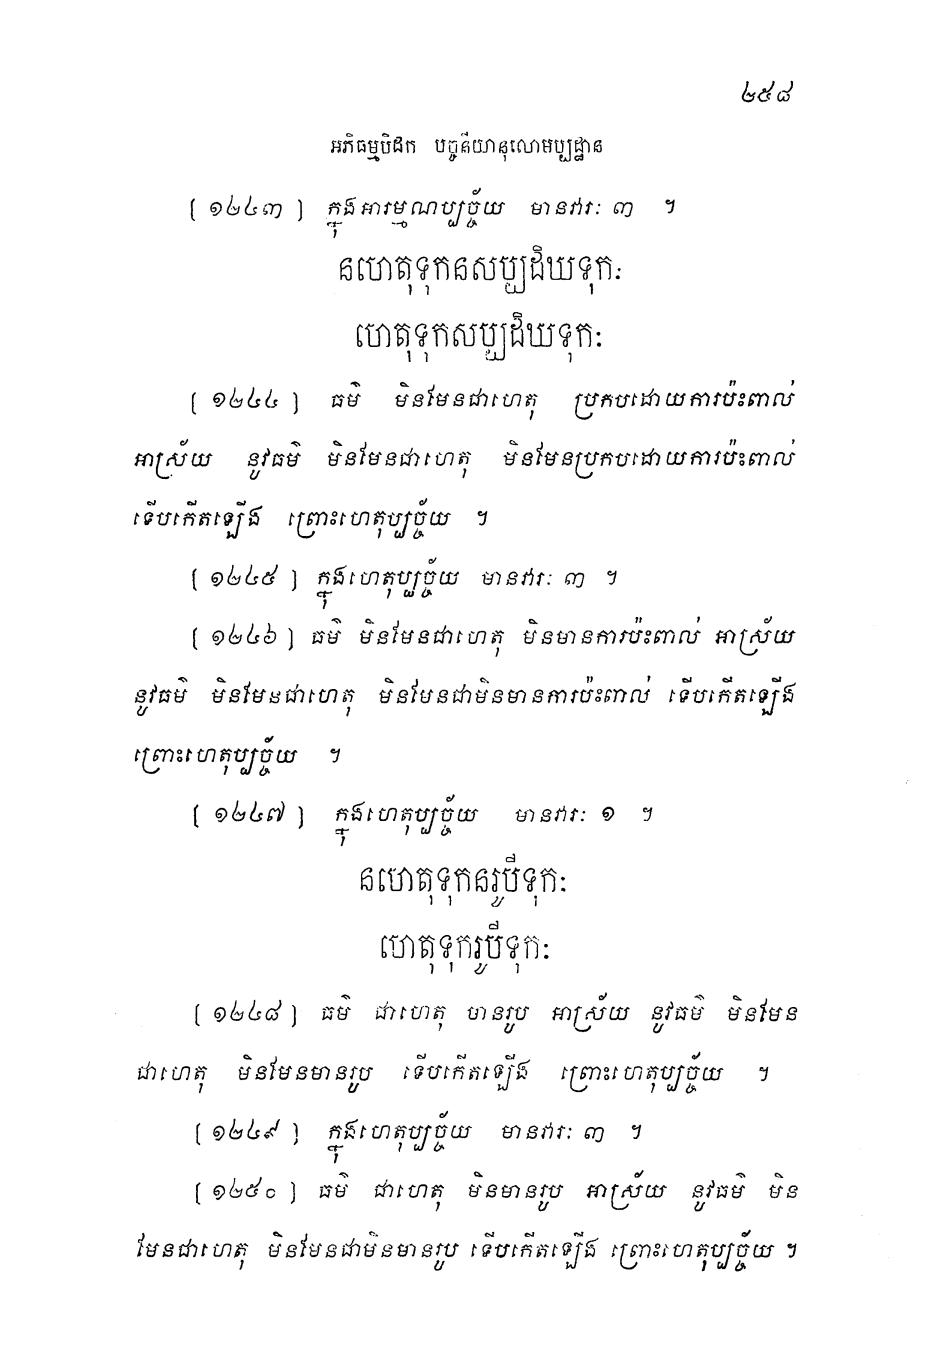 ២៥៨
អភិធម្មបិដក បច្ចនីយានុលោមប្បដ្ឋាន
[ ១២៤៣ ] ក្នុងអារម្មណប្បច្ច័យ មានវារៈ ៣ ។
នហេតុទុកនសប្បដិឃទុកៈ
ហេតុទុកសប្បដិឃទុកៈ
[ ១២៤៤ ] ធម៌ មិនមែនជាហេតុ ប្រកបដោយការប៉ះពាល់
អាស្រ័យ នូវធម៌ មិនមែនជាហេតុ មិនមែនប្រកបដោយការប៉ះពាល់
ទើបកើតឡើង ព្រោះហេតុប្បច្ច័យ ។
[ ១២៤៥ ] ក្នុងហេតុប្បច្ច័យ មានវារៈ ៣ ។
[ ១២៤៦ ] ធម៌ មិនមែនជាហេតុ មិនមានការប៉ះពាល់ អាស្រ័យ
នូវធម៌ មិនមែនជាហេតុ មិនមែនជាមិនមានការប៉ះពាល់ ទើបកើតឡើង
ព្រោះហេតុប្បច្ច័យ ។
[ ១២៤៧ ] ក្នុងហេតុប្បច្ច័យ មានវារៈ ១ ។
នហេតុទុកនរូបីទុកៈ
ហេតុទុករូបីទុកៈ
[ ១២៤៨ ] ធម៌ ជាហេតុ មានរូប អាស្រ័យ នូវធម៌ មិនមែន
ជាហេតុ មិនមែនមានរូប ទើបកើតឡើង ព្រោះហេតុប្បច្ច័យ ។
[ ១២៤៩ ] ក្នុងហេតុប្បច្ច័យ មានវារៈ ៣ ។
[ ១២៥០ ] ធម៌ ជាហេតុ មិនមានរូប អាស្រ័យ នូវធម៌ មិន
មែនជាហេតុ មិនមែនជាមិនមានរូប ទើបកើតឡើង ព្រោះហេតុប្បច្ច័យ ។